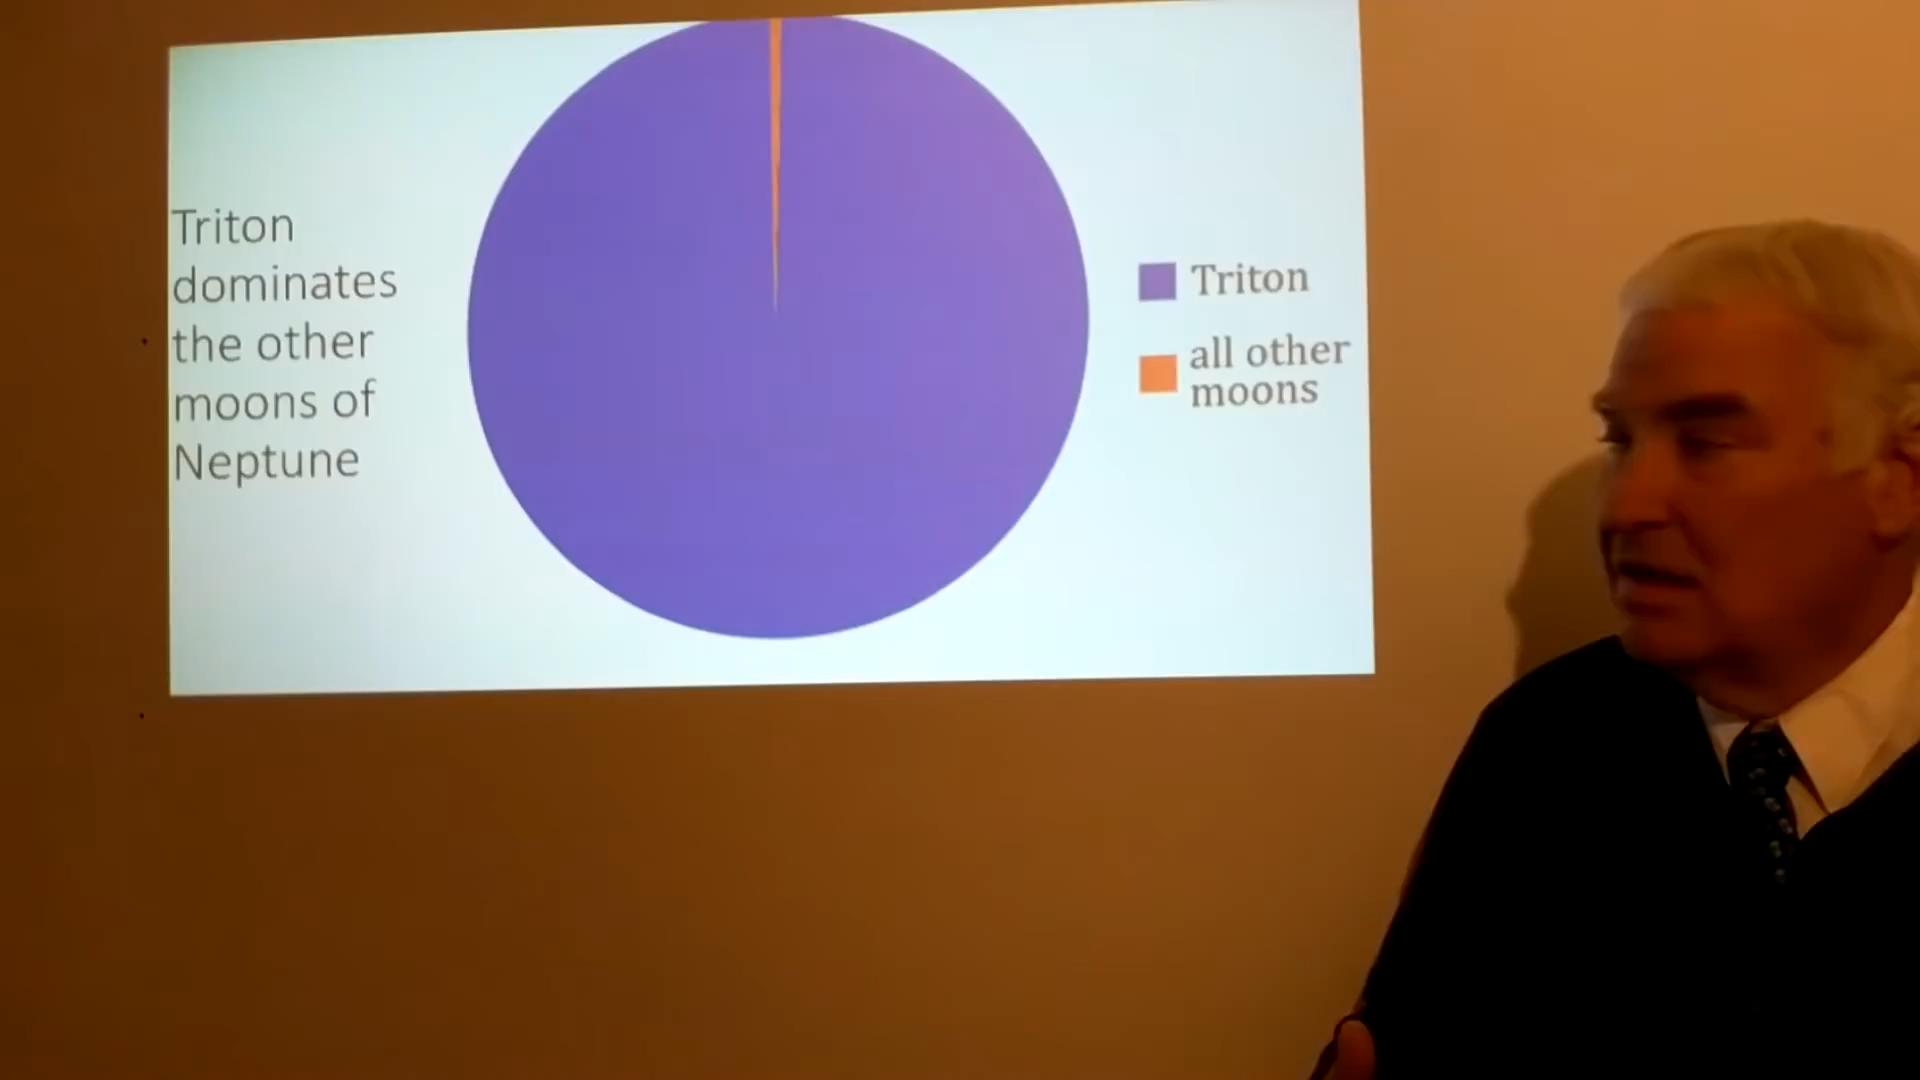 Triton
dominates
the other
moons of
Neptune
Triton
all other
moons